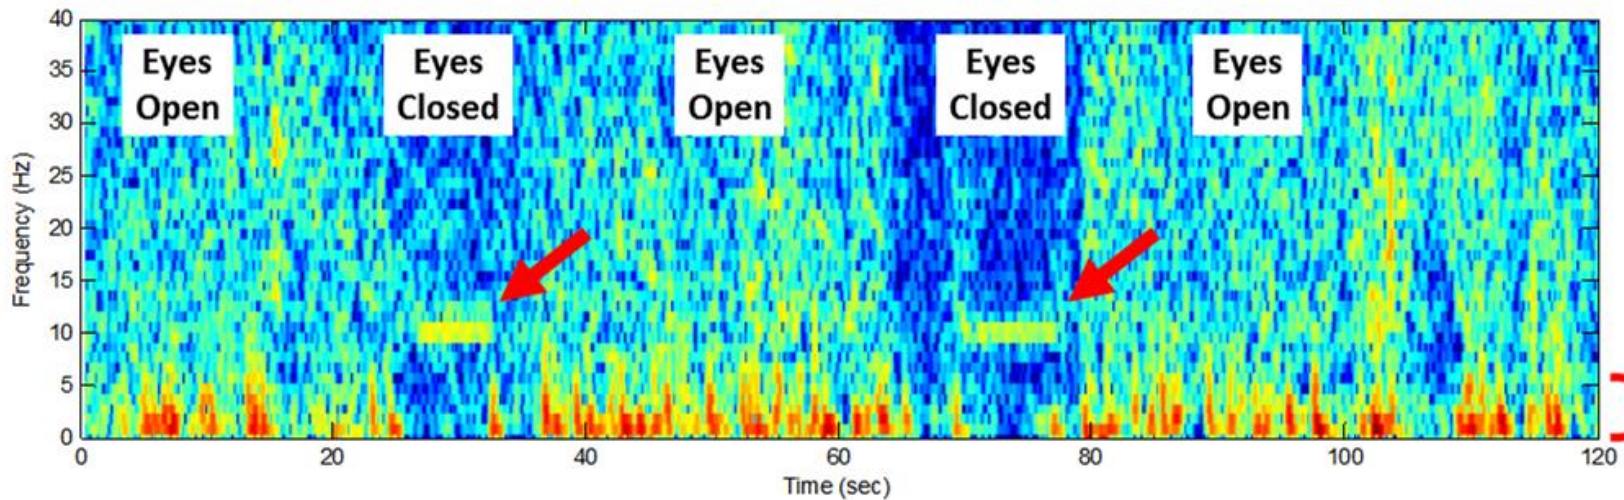 40
35
30
25
20
15
10
5
0
Frequency (Hz)
Eyes
Open
Eyes
Closed
Eyes
Open
Eyes
Closed
Eyes
Open
0 20 40 60 80 100 120
Time (sec)